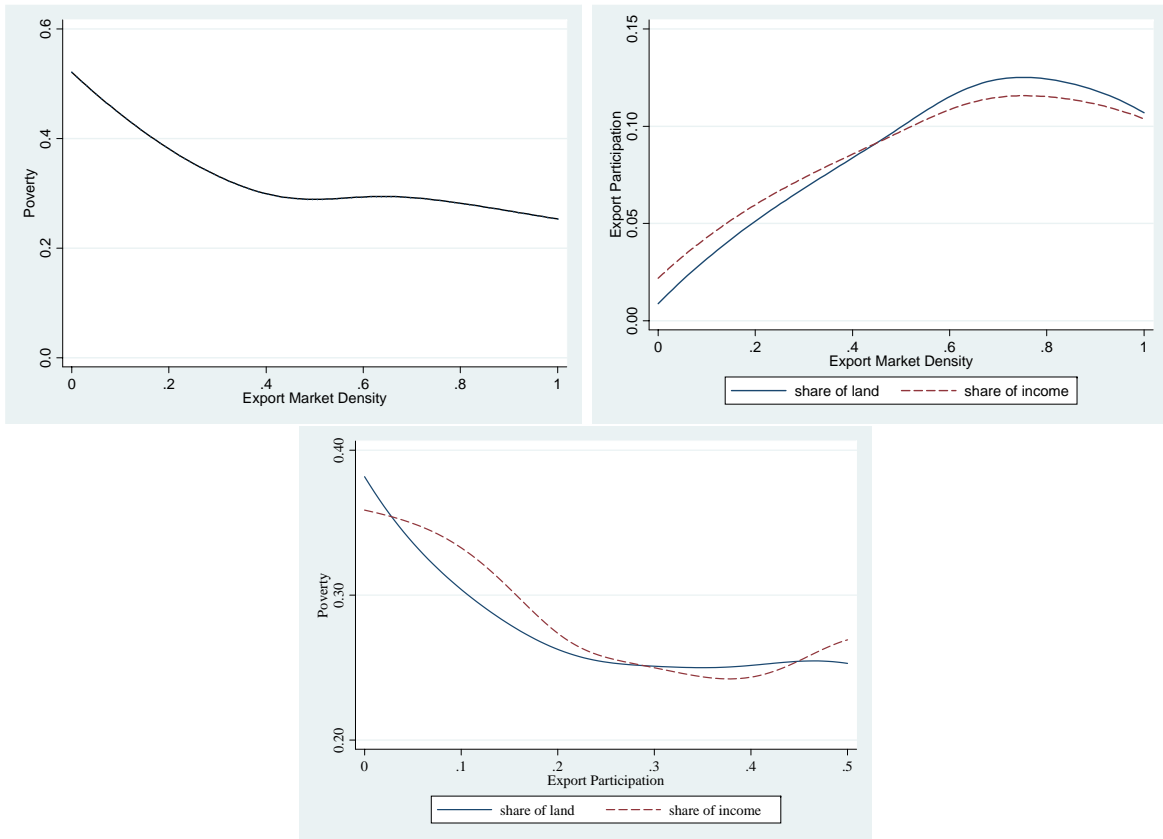 Poverty
0.6
0.4
0.2
0.0
0 .2 .4 .6 .8 1
Export Market Density
Export Participation
0.15
0.10
0.05
0.00
0 .2 .4 .6 .8 1
Export Market Density
share of land share of income
Poverty
0.40
0.30
0.20
0 .1 .2 .3 .4 .5
Export Participation
share of land share of income